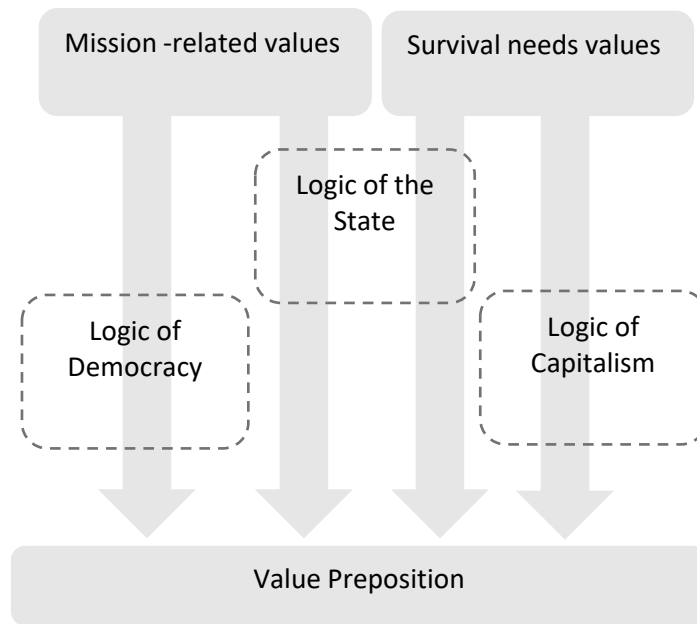 Mission -related values
Survival needs values
Logic of the
State
Logic of
Democracy
Logic of
Capitalism
Value Preposition